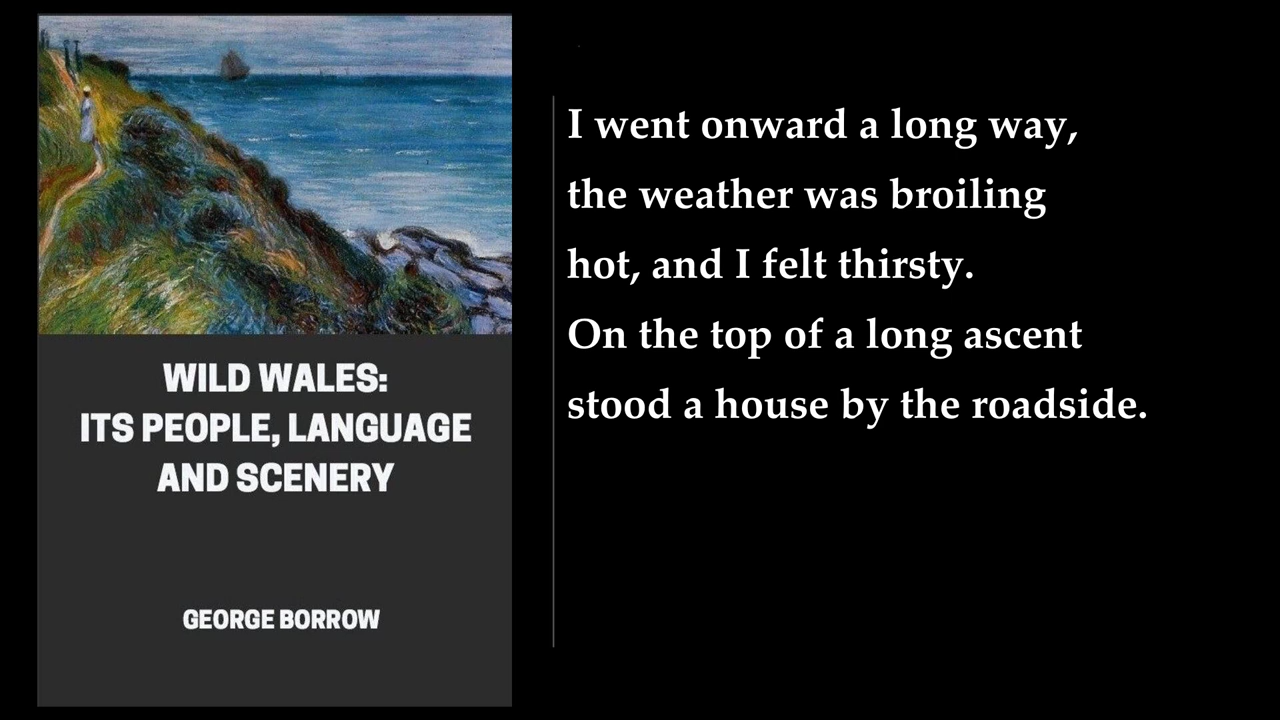 WILD WALES:
ITS PEOPLE, LANGUAGE
AND SCENERY
GEORGE BORROW
I went onward a long way,
the weather was broiling
hot, and I felt thirsty.
On the top of a long ascent
stood a house by the roadside.